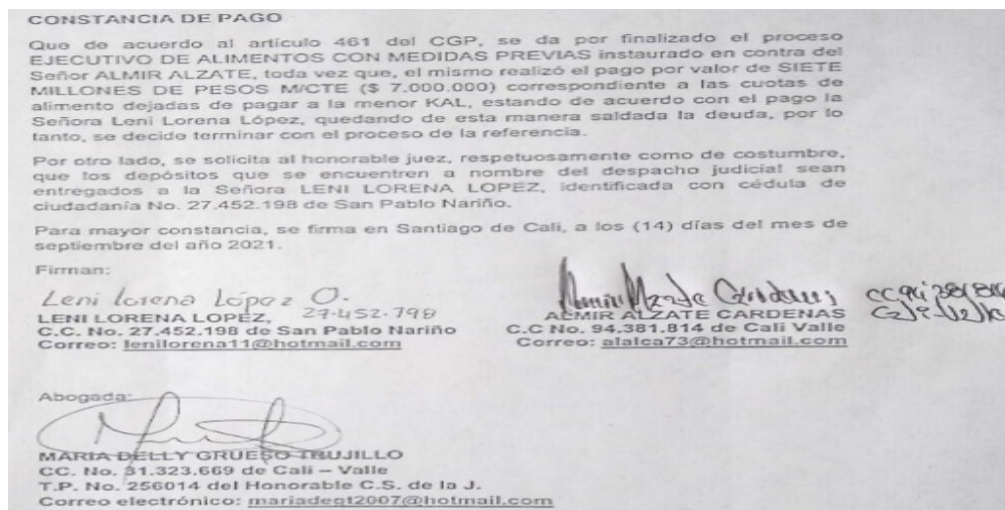 CONSTANCIA DE PAGO
Que de acuerdo al artículo 461 del CGP, se da por finalizado el proceso
EJECUTIVO DE ALIMENTOS CON MEDIDAS PREVIAS instaurado en contra del
Señor ALMIR ALZATE, toda vez que, el mismo realizó el pago por valor de SIETE
MILLONES DE PESOS M/CTE ($ 7.000.000) correspondiente a las cuotas de
alimento dejadas de pagar a la menor KAL, estando de acuerdo con el pago la
Señora Leni Lorena López, quedando de esta manera saldada la deuda, por lo
tanto, se decide terminar con el proceso de la referencia.
Por otro lado, se solicita al honorable juez, respetuosamente como de costumbre,
que los depósitos que se encuentren a nombre del despacho judicial sean
entregados a la Señora LENI LORENA LOPEZ, identificada con cédula de
ciudadanía No. 27.452.198 de San Pablo Nariño.
Para mayor constancia, se firma en Santiago de Cali, a los (14) días del mes de
septiembre del año 2021.
Firman:
Leni Lorena López O.
LENI LORENA LOPEZ, 27-452-198
C.C. No. 27.452.198 de San Pablo Nariño
Correo: lenilorena11@hotmail.com
ALMIR ALZATE CARDENAS
C.C No. 94.381.814 de Cali Valle
Correo: alalca73@hotmail.com
Abogada:
MARIA DELLY GRUESO TRUJILLO
CC. No. 31.323.669 de Cali – Valle
T.P. No. 256014 del Honorable C.S. de la J.
Correo electrónico: mariadegt2007@hotmail.com